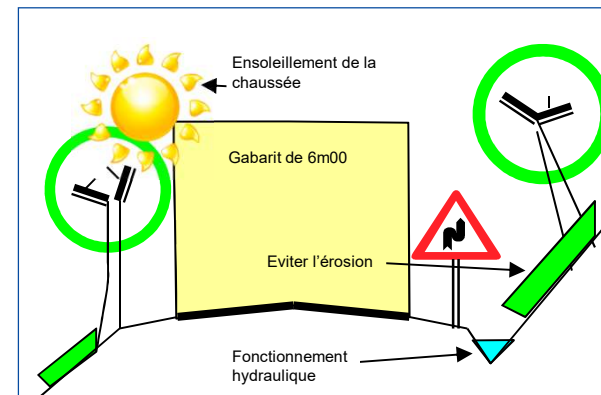 Ensoleillement de la
chaussée
Gabarit de 6m00
Eviter l’érosion
Fonctionnement
hydraulique